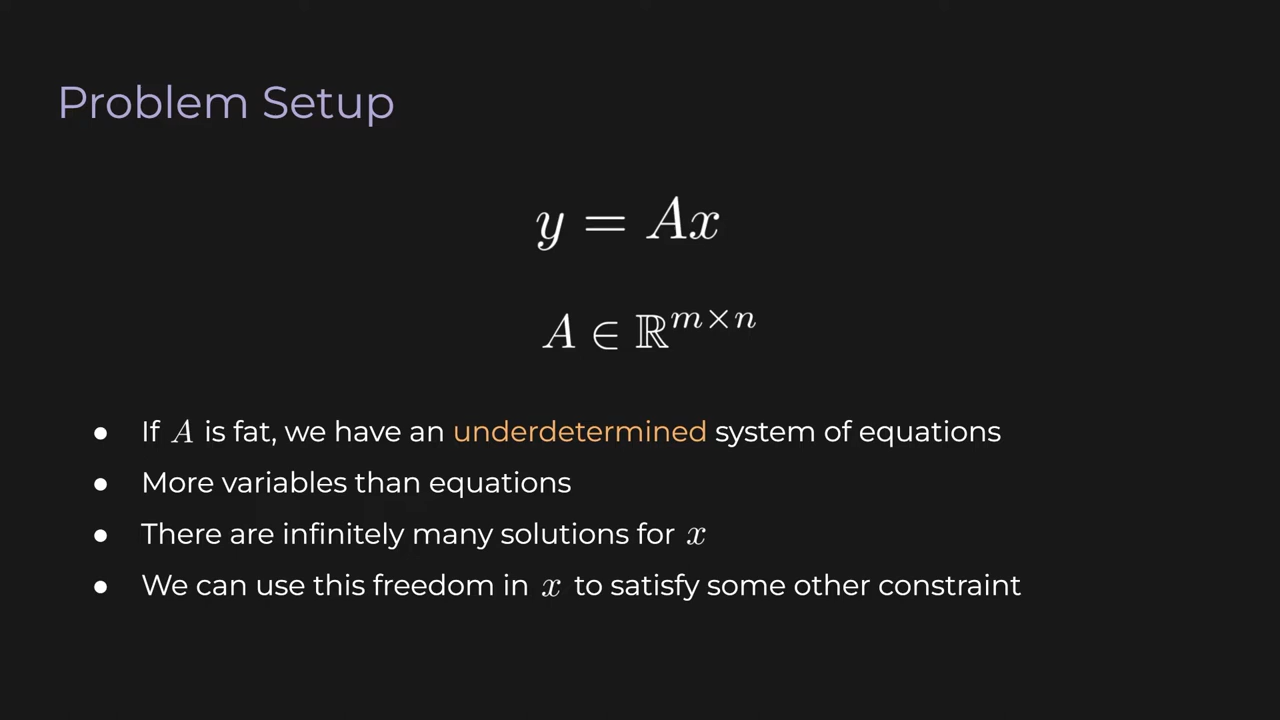 Problem Setup
y = Ax
A ∈ ℝ^{m×n}
● If A is fat, we have an underdetermined system of equations
● More variables than equations
● There are infinitely many solutions for x
● We can use this freedom in x to satisfy some other constraint